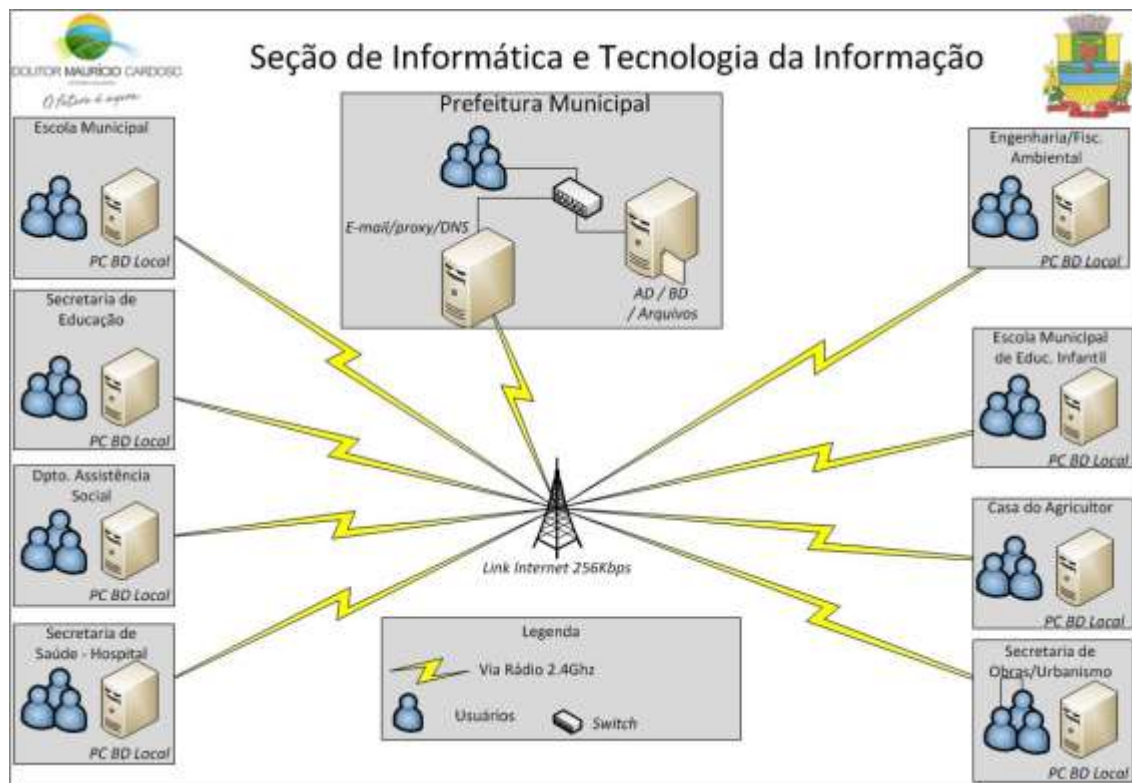 Seção de Informática e Tecnologia da Informação
DOUTOR MAURÍCIO CARDOSO
O futuro é agora
Prefeitura Municipal
E-mail/proxy/DNS
AD / BD
/ Arquivos
Escola Municipal
PC BD Local
Secretaria de
Educação
PC BD Local
Dpto. Assistência
Social
PC BD Local
Secretaria de
Saúde - Hospital
PC BD Local
Engenharia/Fisc.
Ambiental
PC BD Local
Escola Municipal
de Educ. Infantil
PC BD Local
Casa do Agricultor
PC BD Local
Secretaria de
Obras/Urbanismo
PC BD Local
Link Internet 256Kbps
Legenda
Via Rádio 2.4Ghz
Usuários
Switch